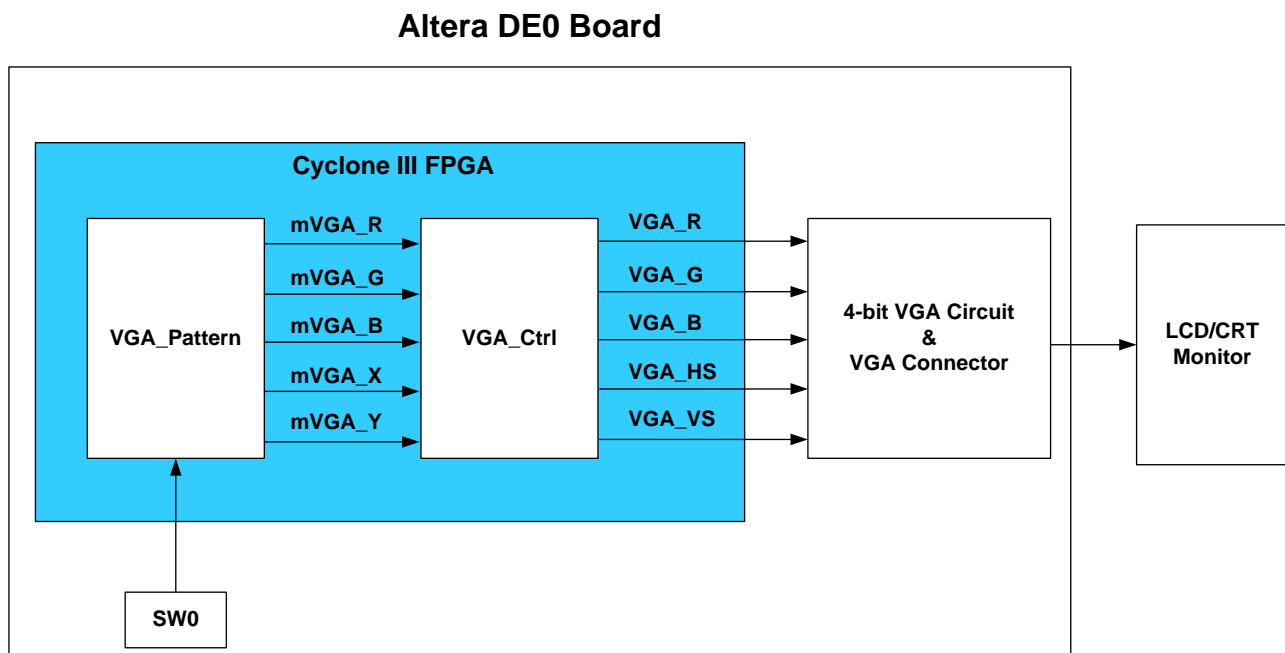 Altera DE0 Board
Cyclone III FPGA
mVGA_R
mVGA_G
mVGA_B
mVGA_X
mVGA_Y
VGA_Pattern
VGA_Ctrl
VGA_R
VGA_G
VGA_B
VGA_HS
VGA_VS
4-bit VGA Circuit
&
VGA Connector
LCD/CRT
Monitor
SW0